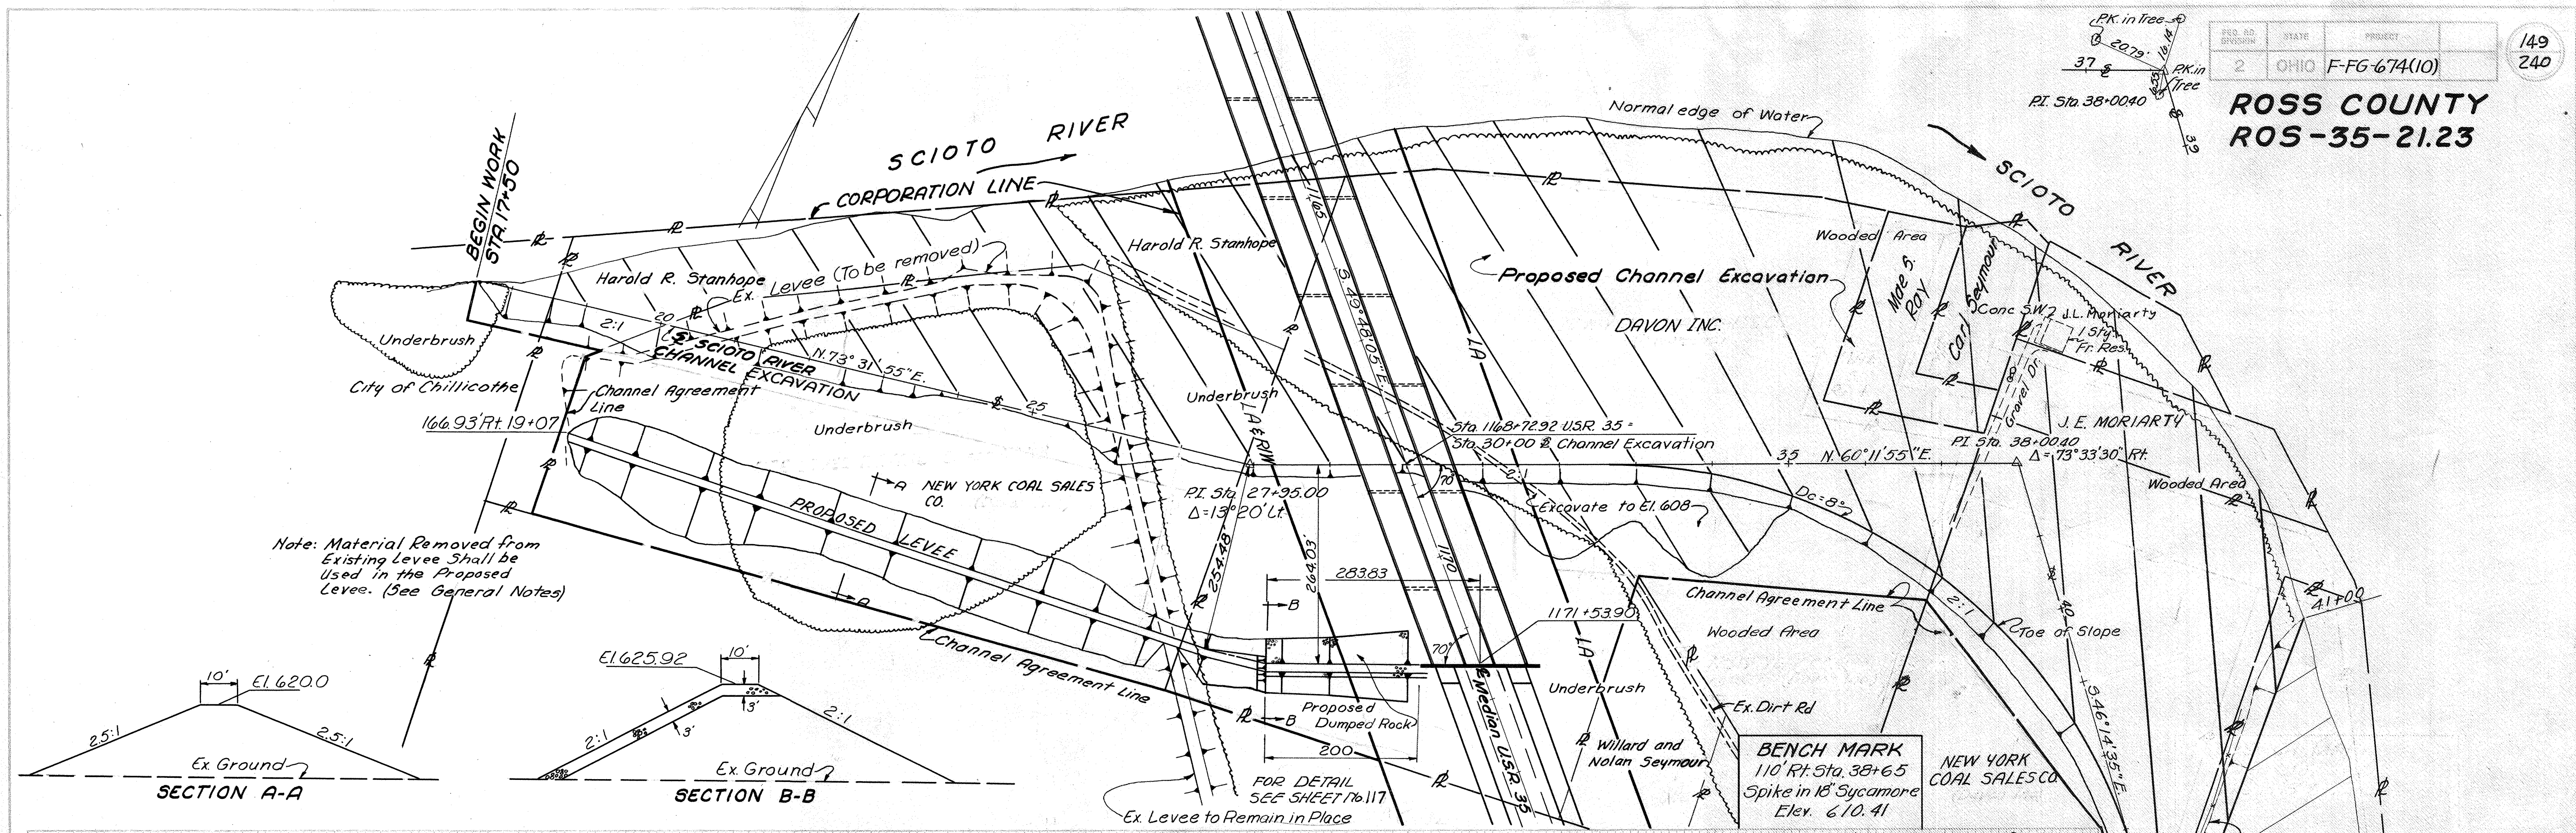 P.K. in Tree
20.79'
16.14
37 ℄
P.K. in
Tree
P.I. Sta. 38+00.40
39
FED. RD. DIVISION
STATE
PROJECT
2
OHIO
F-FG-674(10)
149
240
ROSS COUNTY
ROS-35-21.23
BEGIN WORK
STA. 17+50
SCIOTO RIVER
CORPORATION LINE
Normal edge of Water
SCIOTO RIVER
Harold R. Stanhope
Ex. Levee (To be removed)
Harold R. Stanhope
1165
S. 49° 48' 05" E.
Proposed Channel Excavation
Wooded Area
Mae S.
Ray
Carl Seymour
Conc S.W.
J.L. Moriarty
1 Sty.
Fr. Res.
Gravel Dr.
DAVON INC.
LA
Underbrush
2:1
20
℄ SCIOTO RIVER
CHANNEL EXCAVATION
N. 73° 31' 55" E.
25
City of Chillicothe
Channel Agreement
Line
166.93' Rt. 19+07
Underbrush
Underbrush
LA & R/W
Sta. 1168+72.92 U.S.R. 35 =
Sta. 30+00 ℄ Channel Excavation
J.E. MORIARTY
P.I. Sta. 38+00.40
Δ = 73° 33' 30" Rt.
35
N. 60° 11' 55" E.
Wooded Area
A
NEW YORK COAL SALES
CO.
P.I. Sta. 27+95.00
Δ = 13° 20' Lt.
70°
2:1
Excavate to El. 608
Dc = 8°
PROPOSED LEVEE
Note: Material Removed from
Existing Levee Shall be
Used in the Proposed
Levee. (See General Notes)
A
254.48
264.03'
283.83
1170
B
1171+53.90
70°
LA
Channel Agreement Line
Wooded Area
2:1
Toe of Slope
40
41+00
S. 46° 14' 35" E.
Channel Agreement Line
Underbrush
Proposed
Dumped Rock
B
200
℄ Median U.S.R. 35
Ex. Dirt Rd
Willard and
Nolan Seymour
BENCH MARK
110' Rt. Sta. 38+65
Spike in 18" Sycamore
Elev. 610.41
NEW YORK
COAL SALES CO.
FOR DETAIL
SEE SHEET No. 117
Ex. Levee to Remain in Place
10'
El. 620.0
2.5:1
2.5:1
Ex. Ground
SECTION A-A
El. 625.92
10'
3'
2:1
3'
2:1
Ex. Ground
SECTION B-B